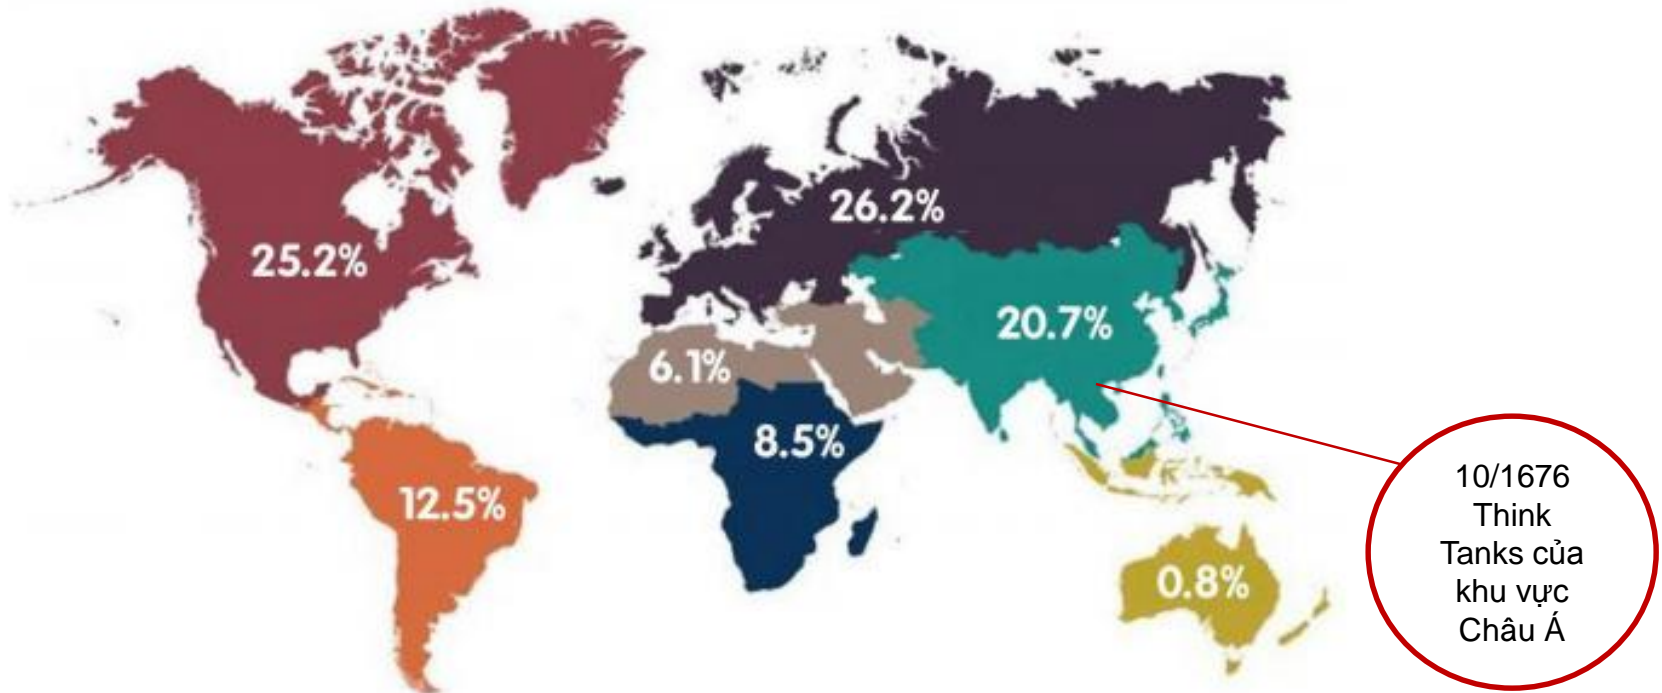 26.2%
25.2%
20.7%
6.1%
8.5%
12.5%
0.8%
10/1676
Think
Tanks của
khu vực
Châu Á